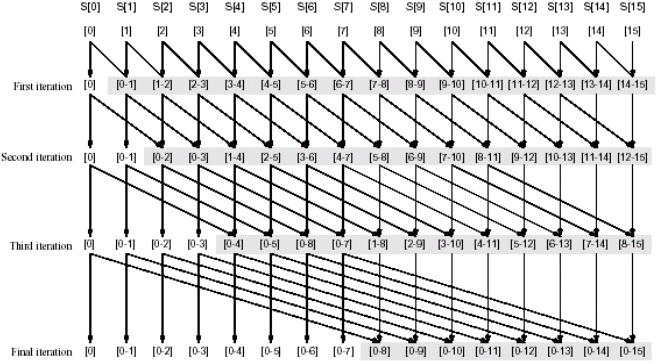 S[0] S[1] S[2] S[3] S[4] S[5] S[6] S[7] S[8] S[9] S[10] S[11] S[12] S[13] S[14] S[15]
[0] [1] [2] [3] [4] [5] [6] [7] [8] [9] [10] [11] [12] [13] [14] [15]
First iteration [0] [0-1] [1-2] [2-3] [3-4] [4-5] [5-6] [6-7] [7-8] [8-9] [9-10] [10-11] [11-12] [12-13] [13-14] [14-15]
Second iteration [0] [0-1] [0-2] [0-3] [1-4] [2-5] [3-6] [4-7] [5-8] [6-9] [7-10] [8-11] [9-12] [10-13] [11-14] [12-15]
Third iteration [0] [0-1] [0-2] [0-3] [0-4] [0-5] [0-8] [0-7] [1-8] [2-9] [3-10] [4-11] [5-12] [6-13] [7-14] [8-15]
Final iteration [0] [0-1] [0-2] [0-3] [0-4] [0-5] [0-6] [0-7] [0-8] [0-9] [0-10] [0-11] [0-12] [0-13] [0-14] [0-15]